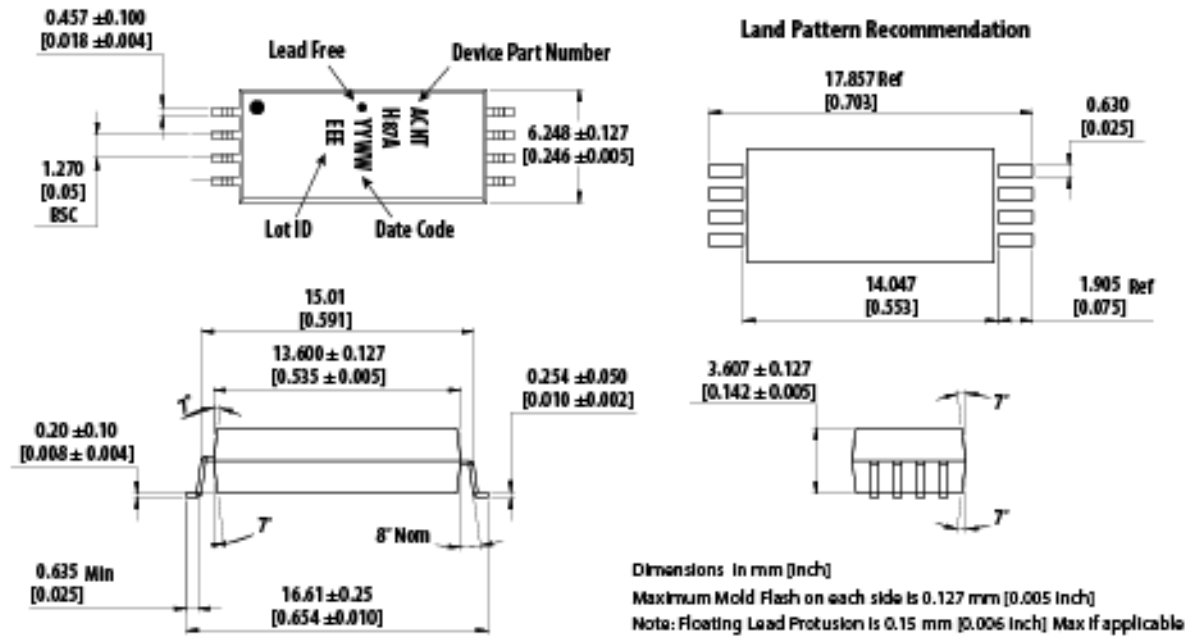 0.457 ±0.100
[0.018 ±0.004]
Lead Free
Device Part Number
ACHT
H87A
YYWW
EEE
6.248 ±0.127
[0.246 ±0.005]
1.270
[0.05]
BSC
Lot ID
Date Code
Land Pattern Recommendation
17.857 Ref
[0.703]
0.630
[0.025]
14.047
[0.553]
1.905 Ref
[0.075]
15.01
[0.591]
13.600 ± 0.127
[0.535 ± 0.005]
0.254 ±0.050
[0.010 ±0.002]
7°
0.20 ±0.10
[0.008 ± 0.004]
7°
8° Nom
0.635 Min
[0.025]
16.61 ±0.25
[0.654 ±0.010]
3.607 ± 0.127
[0.142 ± 0.005]
7°
7°
Dimensions in mm [inch]
Maximum Mold Flash on each side is 0.127 mm [0.005 inch]
Note: Floating Lead Protusion is 0.15 mm [0.006 inch] Max if applicable